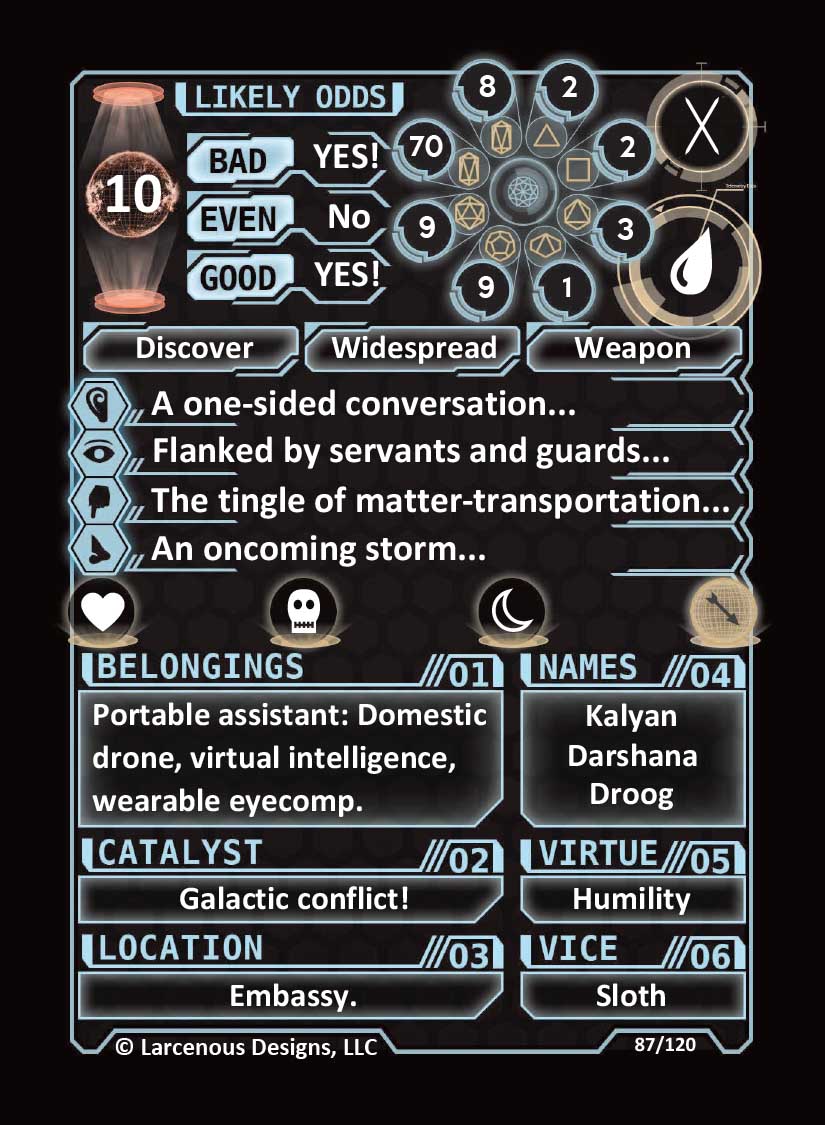 LIKELY ODDS
10
BAD YES!
EVEN No
GOOD YES!
8 2
70 2
9 3
9 1
Telemetry Data
Discover Widespread Weapon
A one-sided conversation...
Flanked by servants and guards...
The tingle of matter-transportation...
An oncoming storm...
BELONGINGS ///01
Portable assistant: Domestic
drone, virtual intelligence,
wearable eyecomp.
NAMES ///04
Kalyan
Darshana
Droog
CATALYST ///02
Galactic conflict!
VIRTUE ///05
Humility
LOCATION ///03
Embassy.
VICE ///06
Sloth
© Larcenous Designs, LLC
87/120